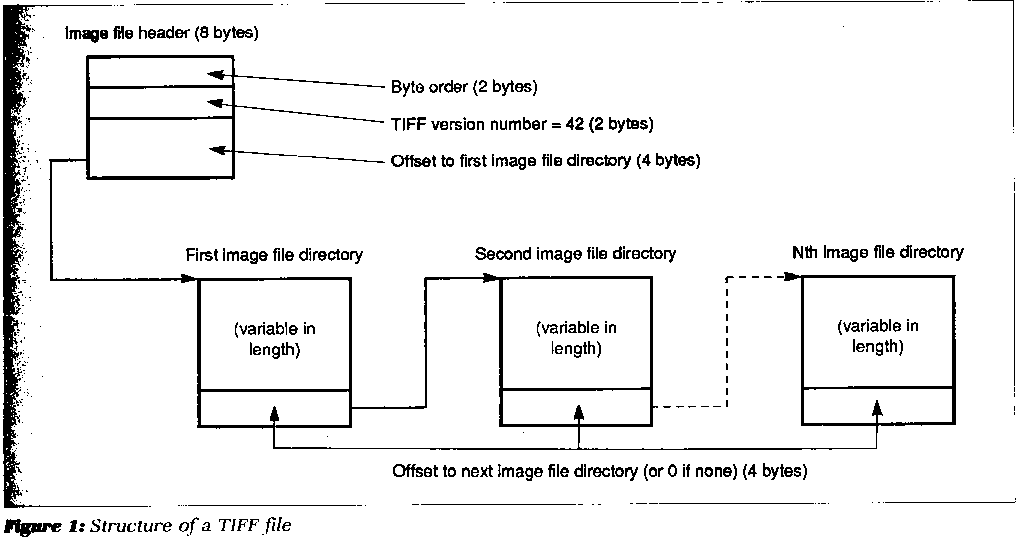 Image file header (8 bytes)
Byte order (2 bytes)
TIFF version number = 42 (2 bytes)
Offset to first image file directory (4 bytes)
First image file directory
Second image file directory
Nth image file directory
(variable in
length)
(variable in
length)
(variable in
length)
Offset to next image file directory (or 0 if none) (4 bytes)
Figure 1: Structure of a TIFF file